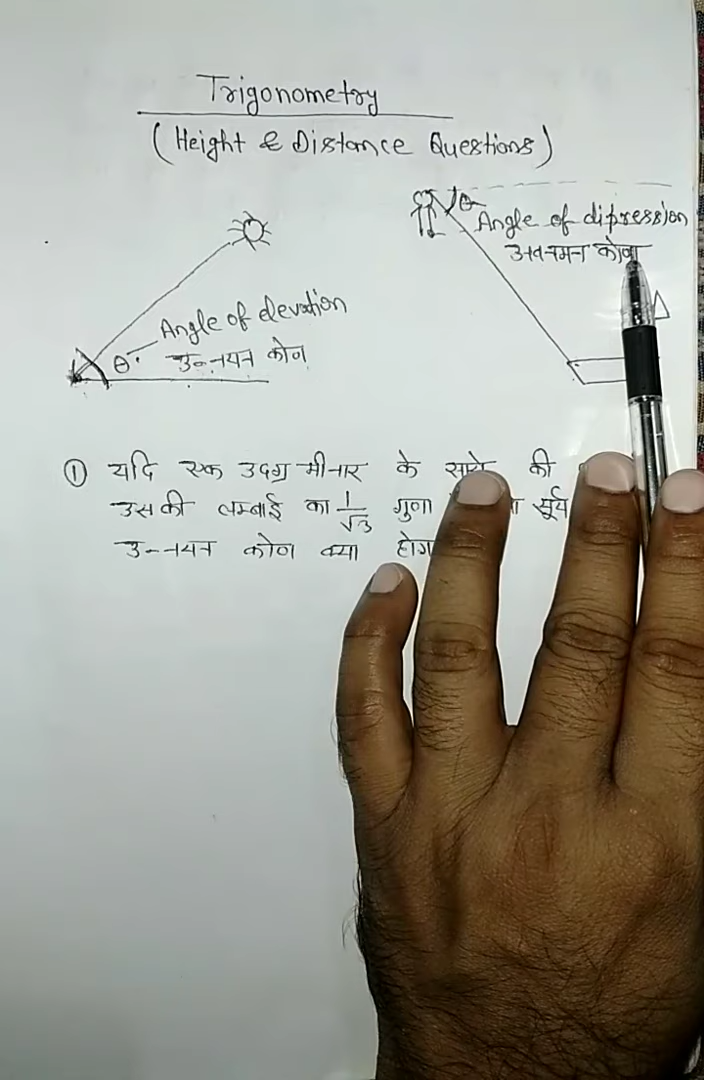 Trigonometry
(Height & Distance Questions)
θ
Angle of dipression
अवनमन कोण
Angle of elevation
θ
उन्नयन कोण
① यदि एक उदग्र मीनार के साये की
उसकी लम्बाई का 1/√3 गुणा सूर्य
उन्नयन कोण क्या